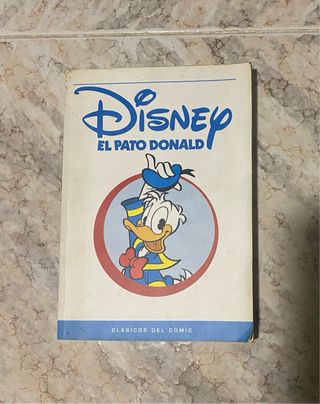 DISNEY
EL PATO DONALD
CLÁSICOS DEL CÓMIC